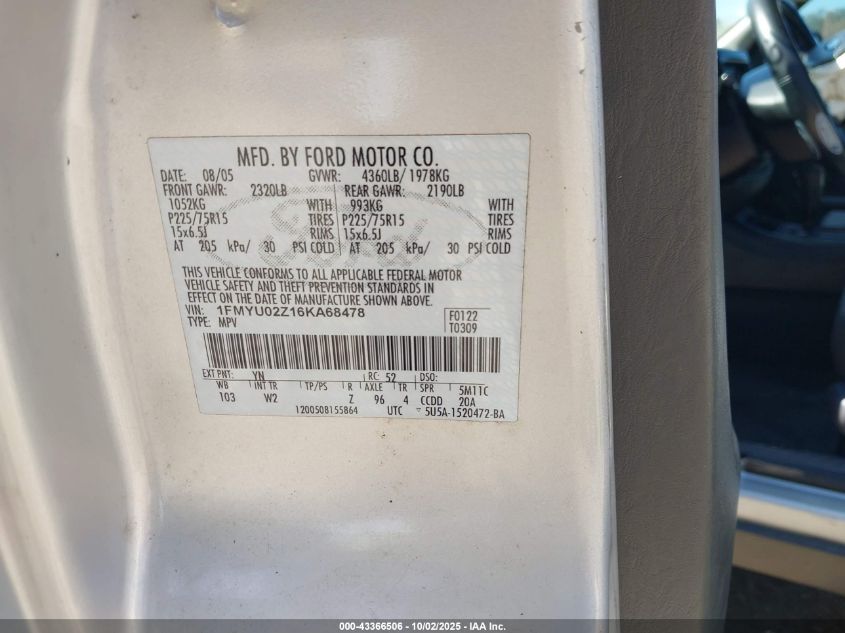 MFD. BY FORD MOTOR CO.
DATE: 08/05 GVWR: 4360LB/ 1978KG
FRONT GAWR: 2320LB REAR GAWR: 2190LB
1052KG WITH 993KG WITH
P225/75R15 TIRES P225/75R15 TIRES
15x6.5J RIMS 15x6.5J RIMS
AT 205 kPa/ 30 PSI COLD AT 205 kPa/ 30 PSI COLD
Ford
THIS VEHICLE CONFORMS TO ALL APPLICABLE FEDERAL MOTOR
VEHICLE SAFETY AND THEFT PREVENTION STANDARDS IN
EFFECT ON THE DATE OF MANUFACTURE SHOWN ABOVE.
VIN: 1FMYU02Z16KA68478 F0122
TYPE: MPV T0309
EXT PNT: YN RC: 52 DSO:
WB INT TR TP/PS R AXLE TR SPR 5M11C
103 W2 Z 96 4 CCDD 20A
1200508155864 UTC 5U5A-1520472-BA
000-43366506 - 10/02/2025 - IAA Inc.